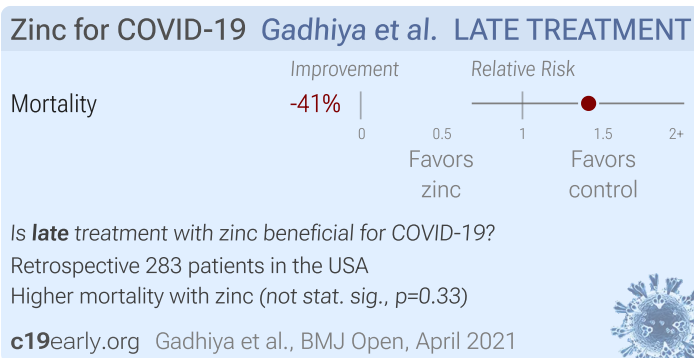 Zinc for COVID-19 Gadhiya et al. LATE TREATMENT
Improvement Relative Risk
Mortality -41%
0 0.5 1 1.5 2+
Favors zinc Favors control
Is late treatment with zinc beneficial for COVID-19?
Retrospective 283 patients in the USA
Higher mortality with zinc (not stat. sig., p=0.33)
c19early.org Gadhiya et al., BMJ Open, April 2021